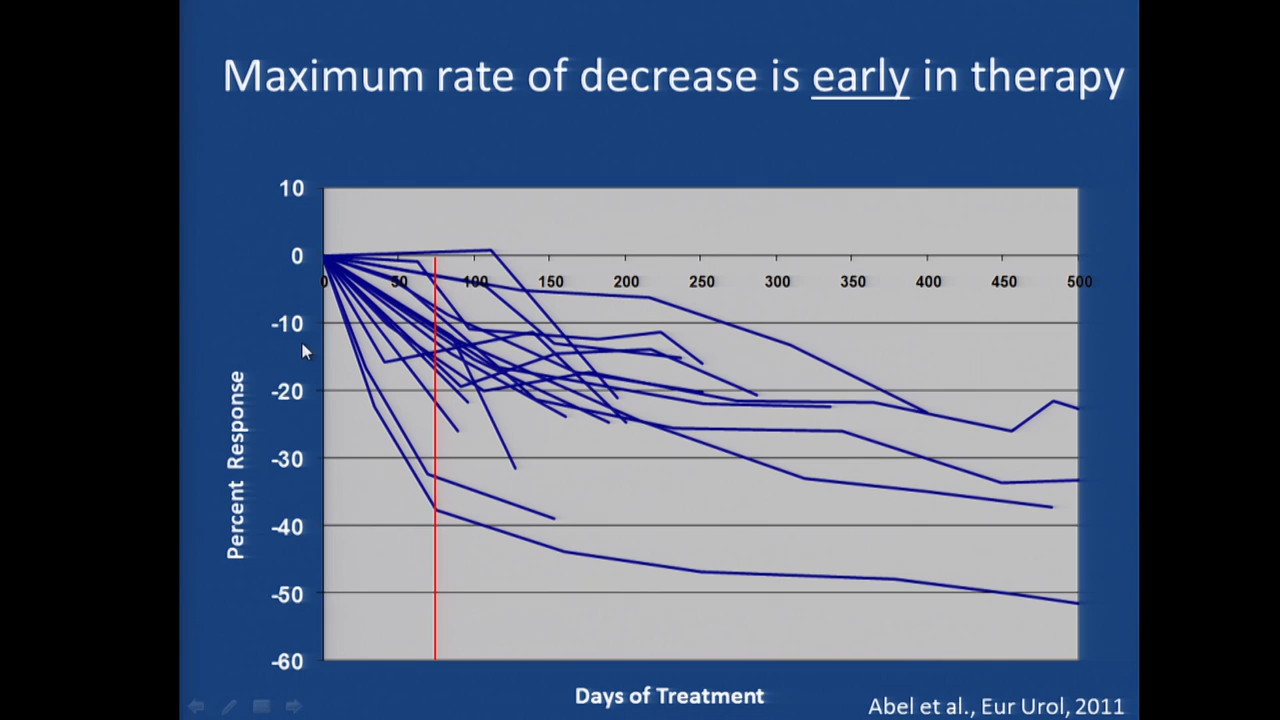 Maximum rate of decrease is early in therapy
10
0
0 50 100 150 200 250 300 350 400 450 500
-10
-20
-30
-40
-50
-60
Percent Response
Days of Treatment
Abel et al., Eur Urol, 2011